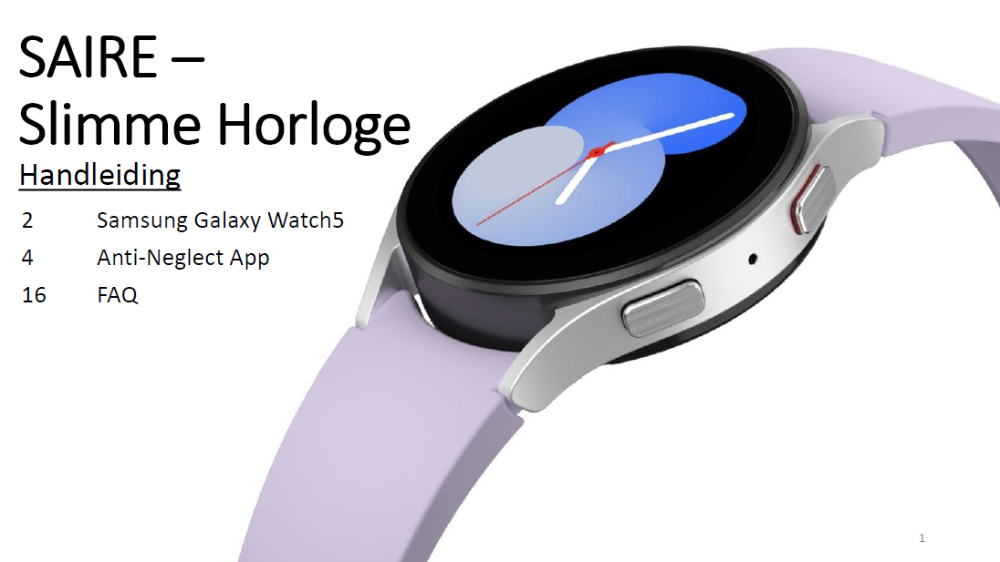 SAIRE –
Slimme Horloge
Handleiding
2 Samsung Galaxy Watch5
4 Anti-Neglect App
16 FAQ
1